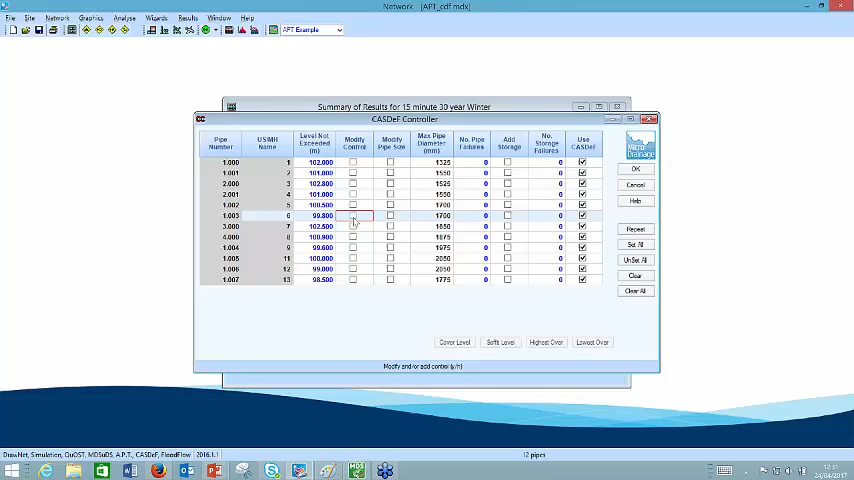 Network - [APT_cdf.mdx]
File Site Network Graphics Analyse Wizards Results Window Help
APT Example
Summary of Results for 15 minute 30 year Winter
CASDeF Controller
Pipe Number US/MH Name Level Not Exceeded (m) Modify Control Modify Pipe Size Max Pipe Diameter (mm) No. Pipe Failures Add Storage No. Storage Failures Use CASDeF
1.000 1 102.000 1325 0 0
1.001 2 101.000 1550 0 0
2.000 3 102.800 1525 0 0
2.001 4 101.000 1550 0 0
1.002 5 100.500 1700 0 0
1.003 6 99.800 1700 0 0
3.000 7 102.500 1650 0 0
4.000 8 100.900 1875 0 0
1.004 9 99.600 1975 0 0
1.005 11 100.000 2050 0 0
1.006 12 99.000 2050 0 0
1.007 13 98.500 1775 0 0
Micro Drainage
OK
Cancel
Help
Repeat
Set All
UnSet All
Clear
Clear All
Cover Level Soffit Level Highest Over Lowest Over
Modify and/or add control (y/n)
DrawNet, Simulation, QuOST, MDSuDS, A.P.T., CASDeF, FloodFlow 2016.1.1 12 pipes
MDS
12:31
24/04/2017